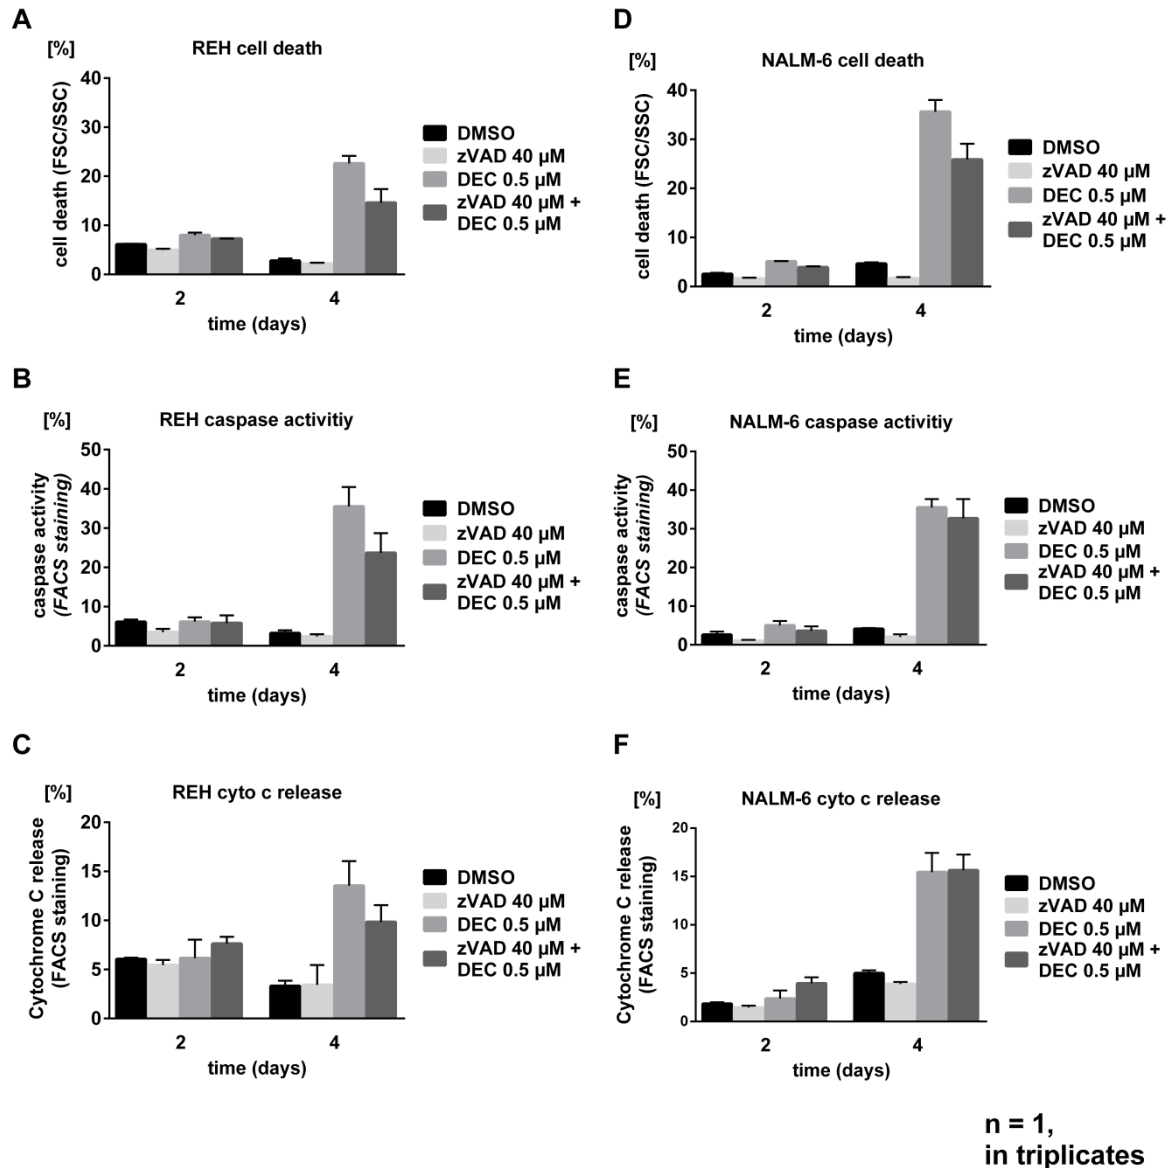 A
REH cell death
[%]
cell death (FSC/SSC)
40
30
20
10
0
2
4
time (days)
DMSO
zVAD 40 µM
DEC 0.5 µM
zVAD 40 µM +
DEC 0.5 µM
D
NALM-6 cell death
[%]
cell death (FSC/SSC)
40
30
20
10
0
2
4
time (days)
DMSO
zVAD 40 µM
DEC 0.5 µM
zVAD 40 µM +
DEC 0.5 µM
B
REH caspase activitiy
[%]
caspase activity
(FACS staining)
50
40
30
20
10
0
2
4
time (days)
DMSO
zVAD 40 µM
DEC 0.5 µM
zVAD 40 µM +
DEC 0.5 µM
E
NALM-6 caspase activitiy
[%]
caspase activity
(FACS staining)
50
40
30
20
10
0
2
4
time (days)
DMSO
zVAD 40 µM
DEC 0.5 µM
zVAD 40 µM +
DEC 0.5 µM
C
REH cyto c release
[%]
Cytochrome C release
(FACS staining)
20
15
10
5
0
2
4
time (days)
DMSO
zVAD 40 µM
DEC 0.5 µM
zVAD 40 µM +
DEC 0.5 µM
F
NALM-6 cyto c release
[%]
Cytochrome C release
(FACS staining)
20
15
10
5
0
2
4
time (days)
DMSO
zVAD 40 µM
DEC 0.5 µM
zVAD 40 µM +
DEC 0.5 µM
n = 1,
in triplicates